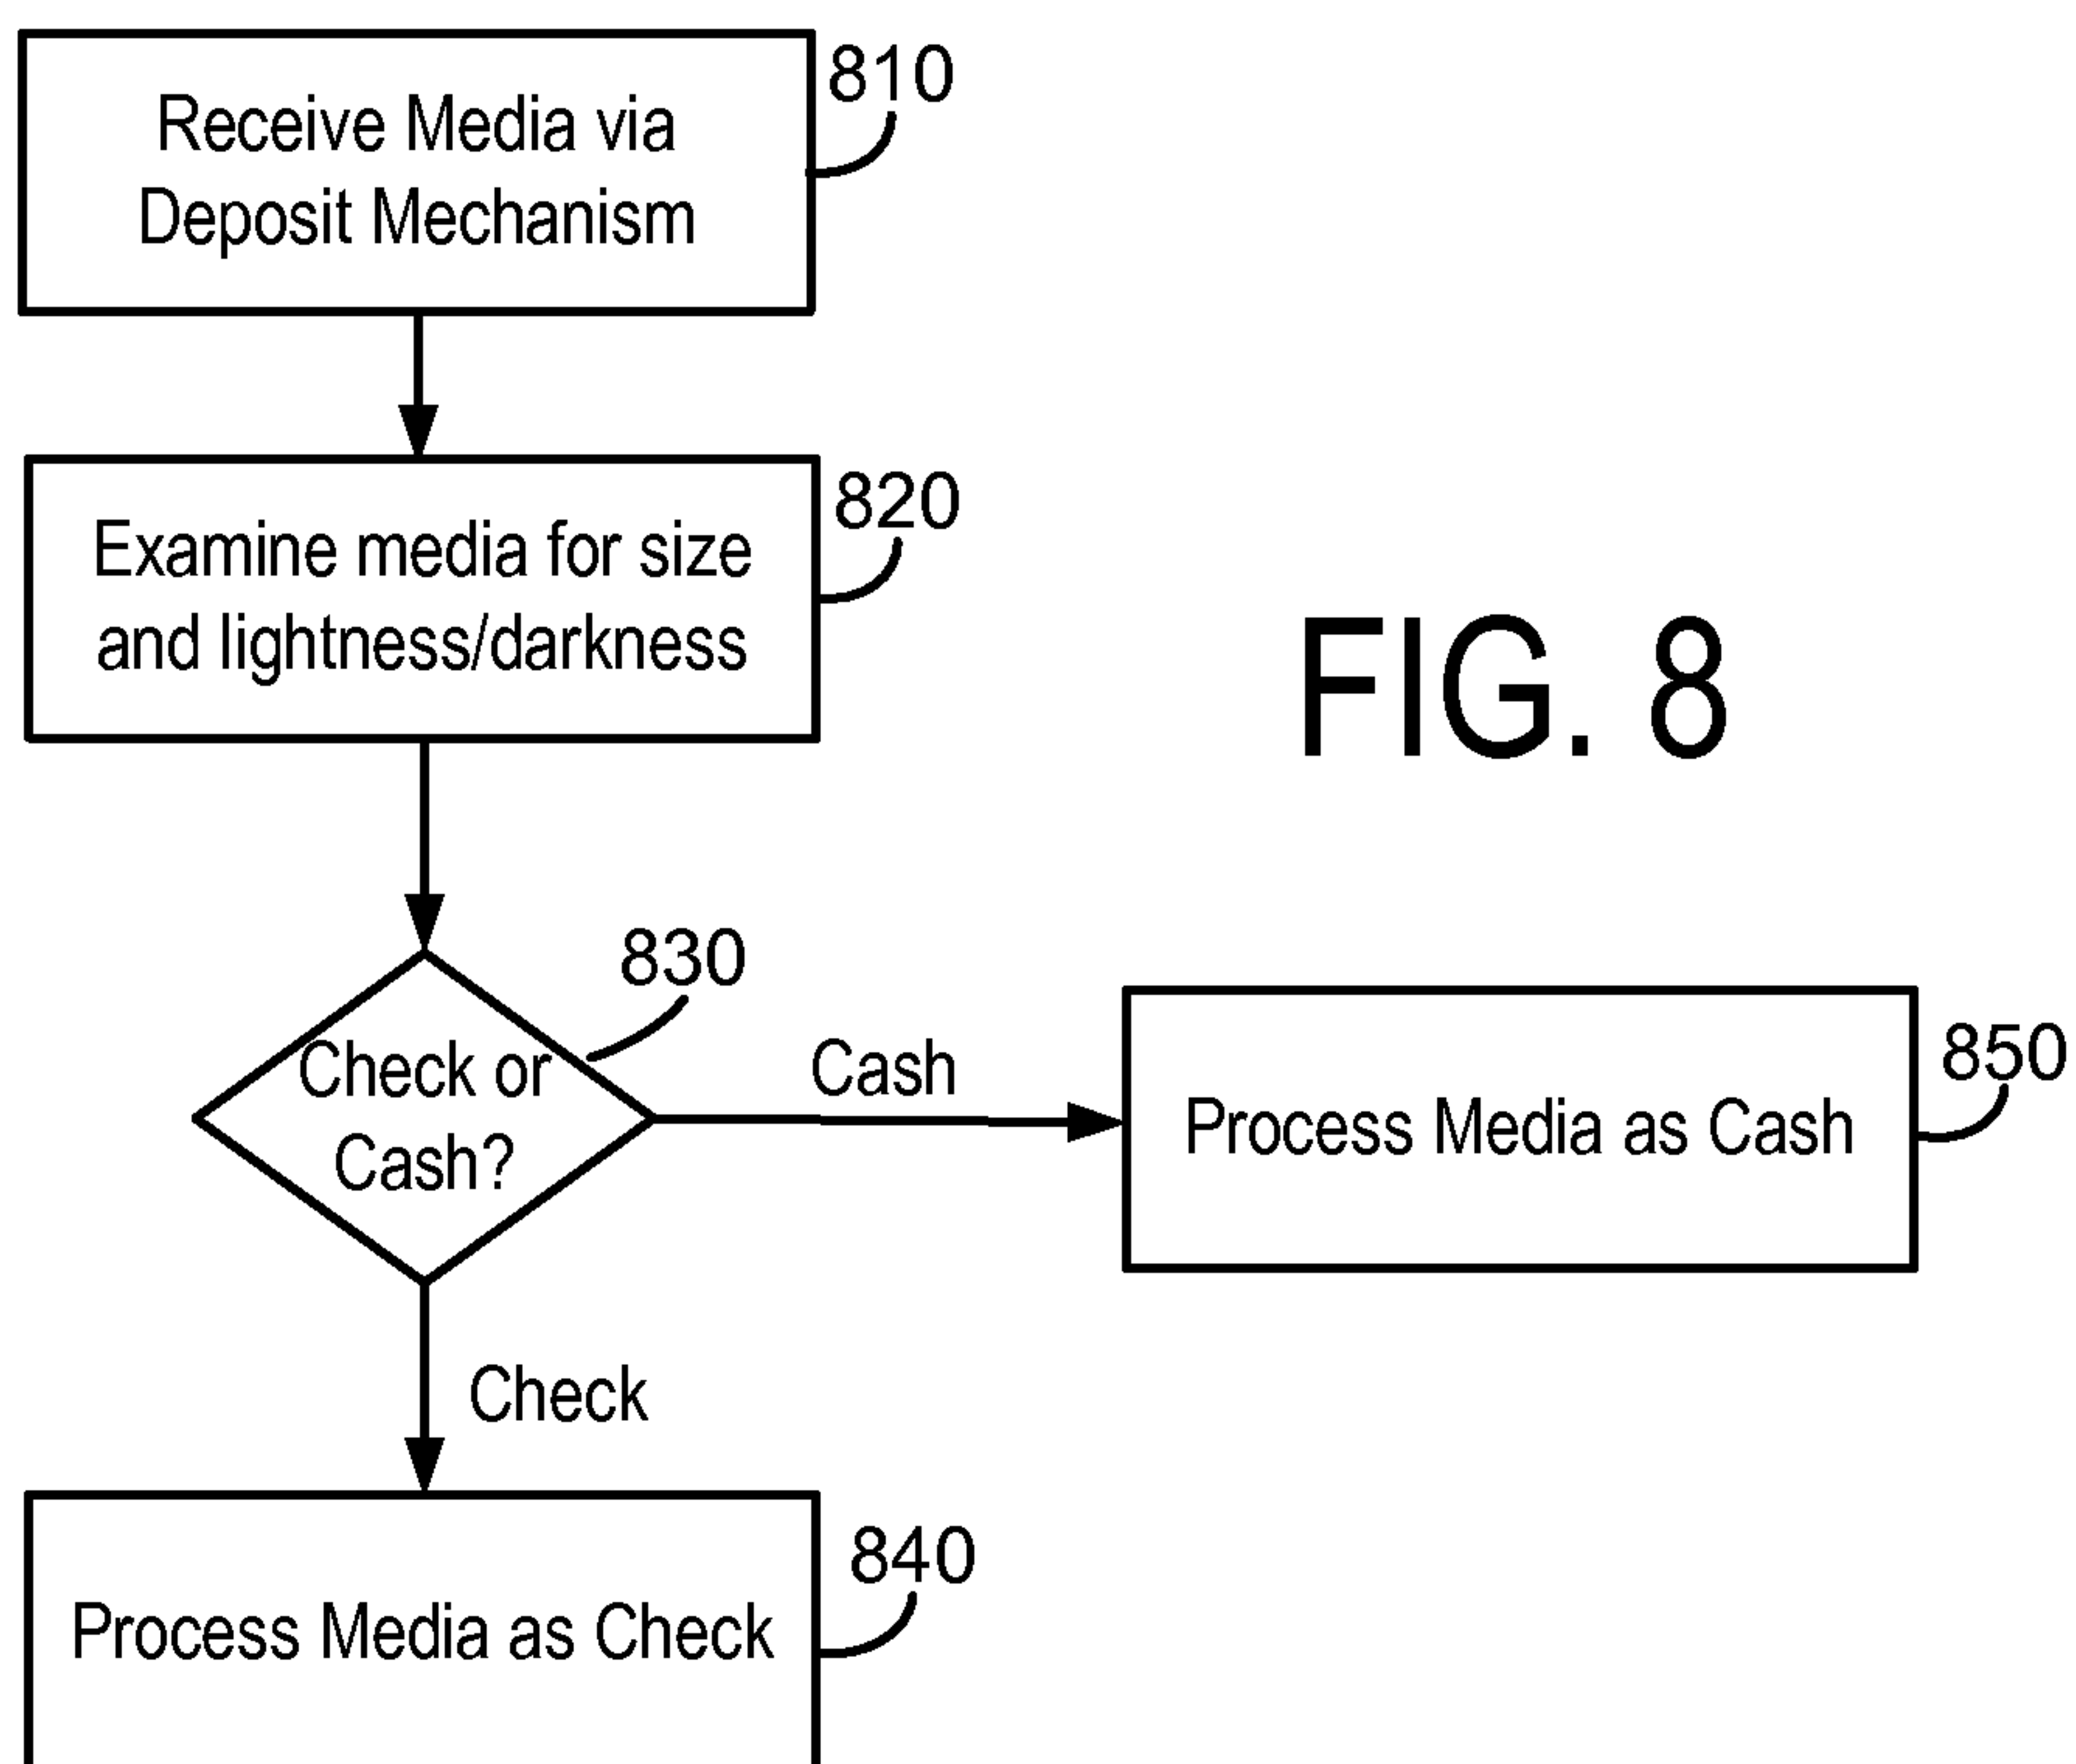 810
Receive Media via
Deposit Mechanism
820
Examine media for size
and lightness/darkness
FIG. 8
830
Check or
Cash?
Cash
850
Process Media as Cash
Check
840
Process Media as Check